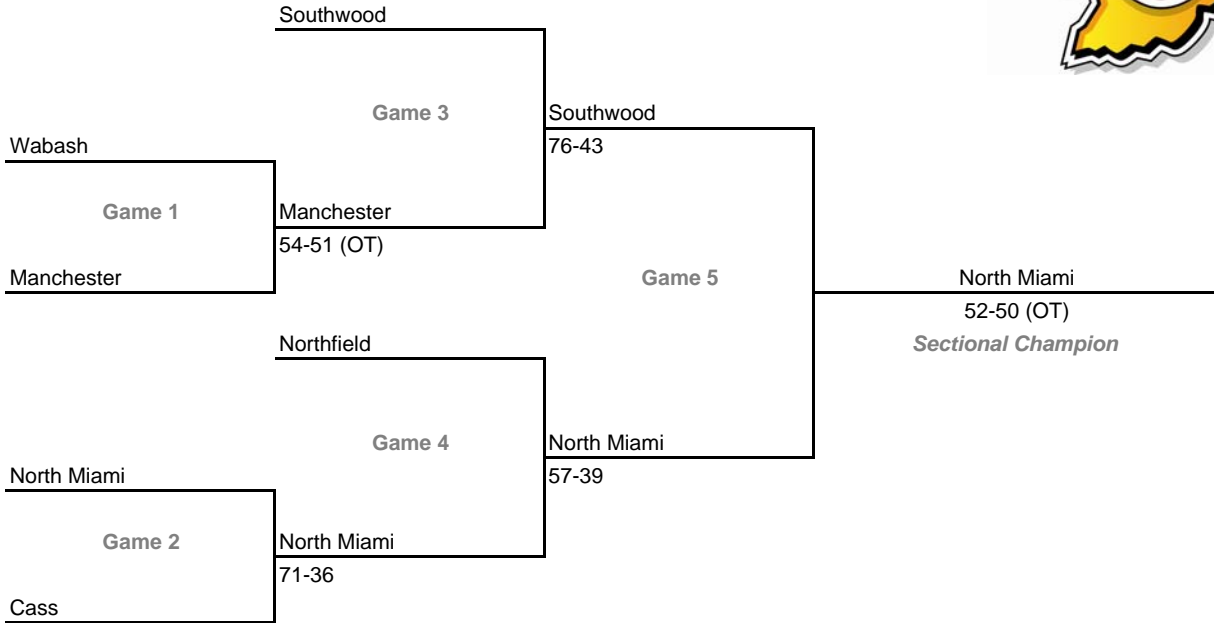 Southwood
Game 3
Southwood
Wabash
76-43
Game 1
Manchester
54-51 (OT)
Manchester
Game 5
North Miami
52-50 (OT)
Northfield
Sectional Champion
Game 4
North Miami
North Miami
57-39
Game 2
North Miami
71-36
Cass